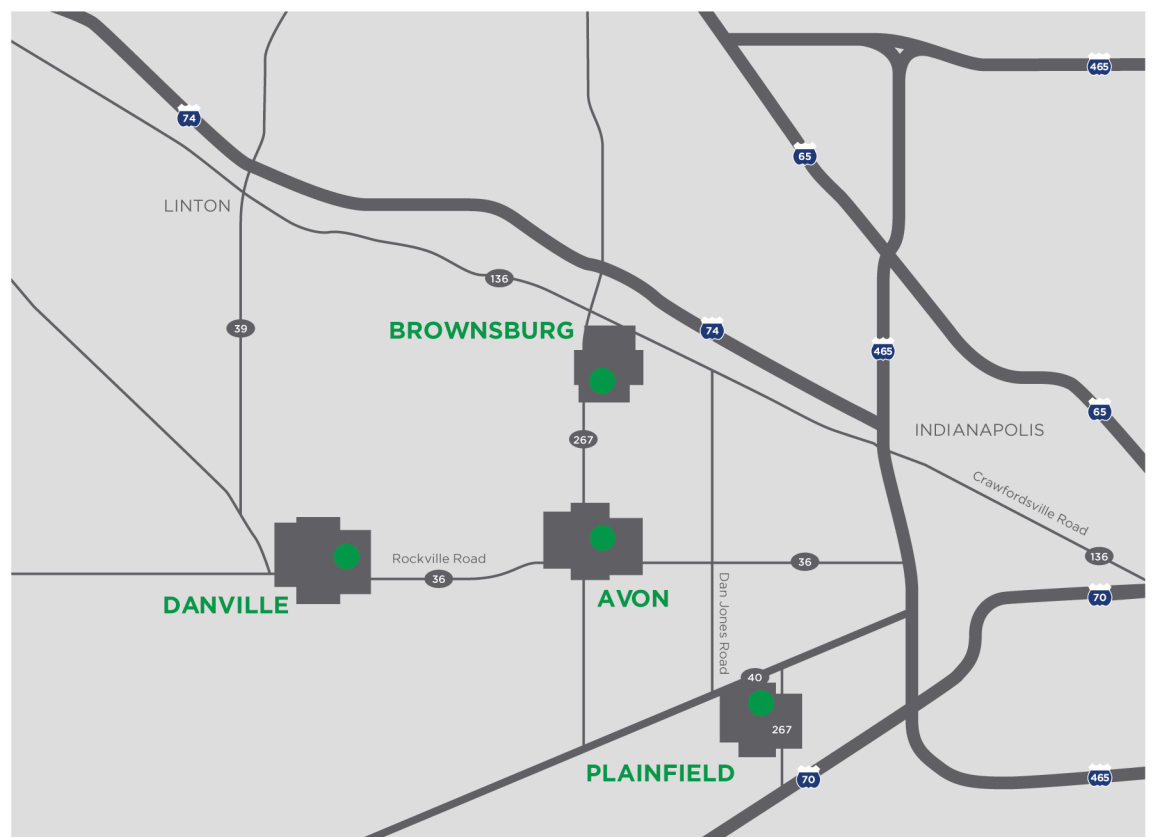 465
74
65
LINTON
136
39
BROWNSBURG
74
465
65
INDIANAPOLIS
267
Crawfordsville Road
136
Rockville Road
36
36
DANVILLE
AVON
Dan Jones Road
70
40
267
PLAINFIELD
70
465